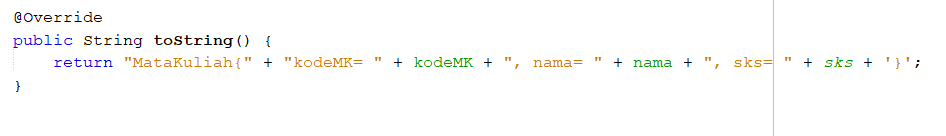 @Override
public String toString() {
return "MataKuliah{" + "kodeMK= " + kodeMK + ", nama= " + nama + ", sks= " + sks + '}';
}